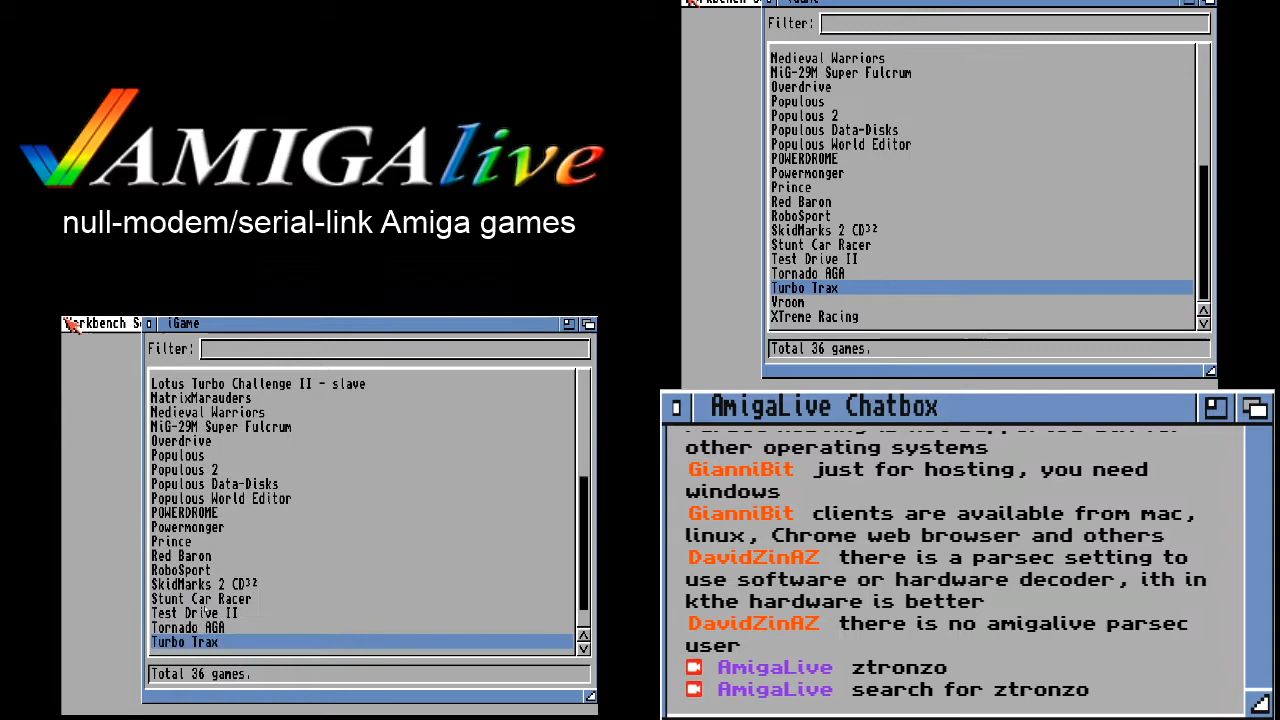 AMIGAlive
null-modem/serial-link Amiga games
Filter:
Medieval Warriors
NiG-29M Super Fulcrum
Overdrive
Populous
Populous 2
Populous Data-Disks
Populous World Editor
POWERDROME
Powermonger
Prince
Red Baron
RoboSport
SkidMarks 2 CD³²
Stunt Car Racer
Test Drive II
Tornado AGA
Turbo Trax
Vroom
XTreme Racing
Total 36 games.
iGame
Filter:
Lotus Turbo Challenge II - slave
MatrixMarauders
Medieval Warriors
NiG-29M Super Fulcrum
Overdrive
Populous
Populous 2
Populous Data-Disks
Populous World Editor
POWERDROME
Powermonger
Prince
Red Baron
RoboSport
SkidMarks 2 CD³²
Stunt Car Racer
Test Drive II
Tornado AGA
Turbo Trax
Total 36 games.
AmigaLive Chatbox
other operating systems
GianniBit just for hosting, you need
windows
GianniBit clients are available from mac,
linux, Chrome web browser and others
DavidZinAZ there is a parsec setting to
use software or hardware decoder, ith in
kthe hardware is better
DavidZinAZ there is no amigalive parsec
user
AmigaLive ztronzo
AmigaLive search for ztronzo